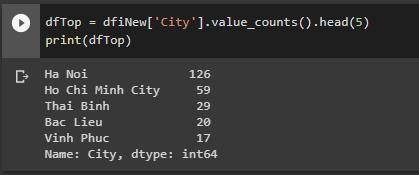 dfTop = dfiNew['City'].value_counts().head(5)
print(dfTop)
Ha Noi 126
Ho Chi Minh City 59
Thai Binh 29
Bac Lieu 20
Vinh Phuc 17
Name: City, dtype: int64